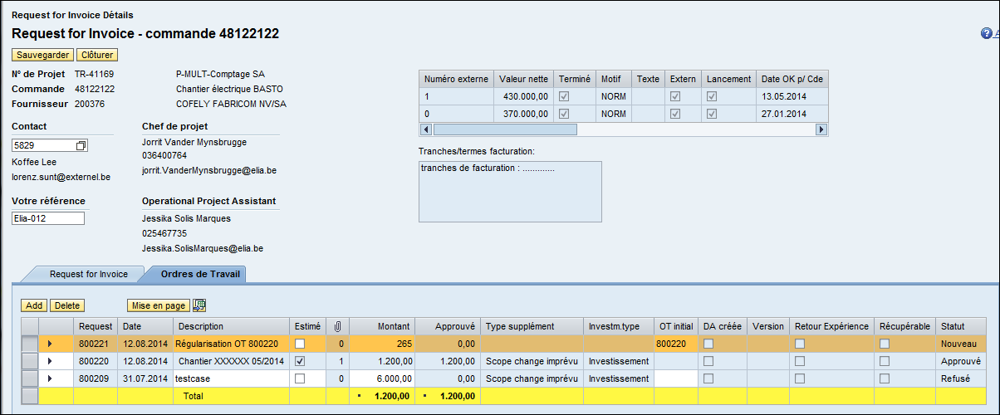 Request for Invoice Détails
Request for Invoice - commande 48122122
Sauvegarder Clôturer
Nº de Projet TR-41169 P-MULT-Comptage SA
Commande 48122122 Chantier électrique BASTO
Fournisseur 200376 COFELY FABRICOM NV/SA
Contact Chef de projet
5829 Jorrit Vander Mynsbrugge
036400764
Koffee Lee
jorrit.VanderMynsbrugge@elia.be
lorenz.sunt@externel.be
Votre référence Operational Project Assistant
Elia-012 Jessika Solis Marques
025467735
Jessika.SolisMarques@elia.be
Numéro externe Valeur nette Terminé Motif Texte Extern Lancement Date OK p/ Cde
1 430.000,00 NORM 13.05.2014
0 370.000,00 NORM 27.01.2014
Tranches/termes facturation:
tranches de facturation : .............
Request for Invoice Ordres de Travail
Add Delete Mise en page
Request Date Description Estimé Montant Approuvé Type supplément Investm.type OT initial DA créée Version Retour Expérience Récupérable Statut
800221 12.08.2014 Régularisation OT 800220 0 265 0,00 800220 Nouveau
800220 12.08.2014 Chantier XXXXXX 05/2014 1 1.200,00 1.200,00 Scope change imprévu Investissement Approuvé
800209 31.07.2014 testcase 0 6.000,00 0,00 Scope change imprévu Investissement Refusé
Total 1.200,00 1.200,00